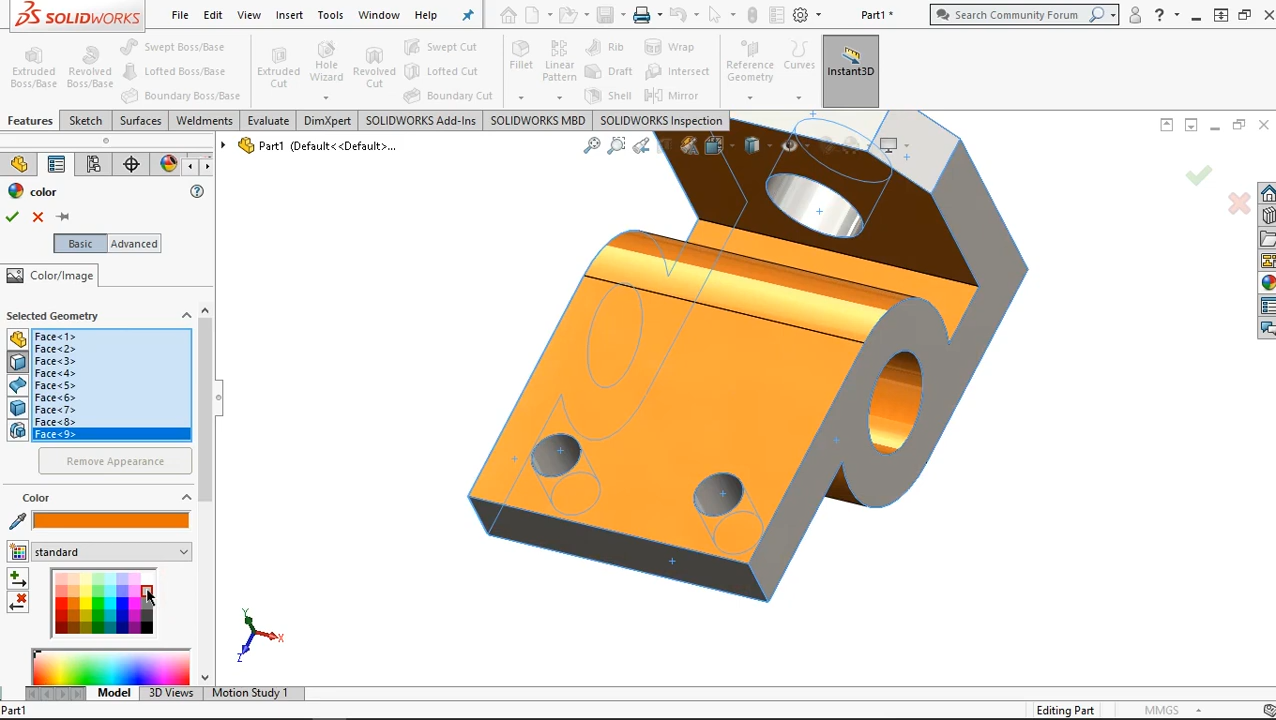 SOLIDWORKS File Edit View Insert Tools Window Help Part1 * Search Community Forum ?
Extruded Boss/Base
Revolved Boss/Base
Swept Boss/Base
Lofted Boss/Base
Boundary Boss/Base
Extruded Cut
Hole Wizard
Revolved Cut
Swept Cut
Lofted Cut
Boundary Cut
Fillet
Linear Pattern
Rib
Draft
Shell
Wrap
Intersect
Mirror
Reference Geometry
Curves
Instant3D
Features Sketch Surfaces Weldments Evaluate DimXpert SOLIDWORKS Add-Ins SOLIDWORKS MBD SOLIDWORKS Inspection
Part1 (Default<<Default>...
color ?
Basic Advanced
Color/Image
Selected Geometry
Face<1>
Face<2>
Face<3>
Face<4>
Face<5>
Face<6>
Face<7>
Face<8>
Face<9>
Remove Appearance
Color
standard
Y
X
Z
Model 3D Views Motion Study 1
Part1 Editing Part MMGS